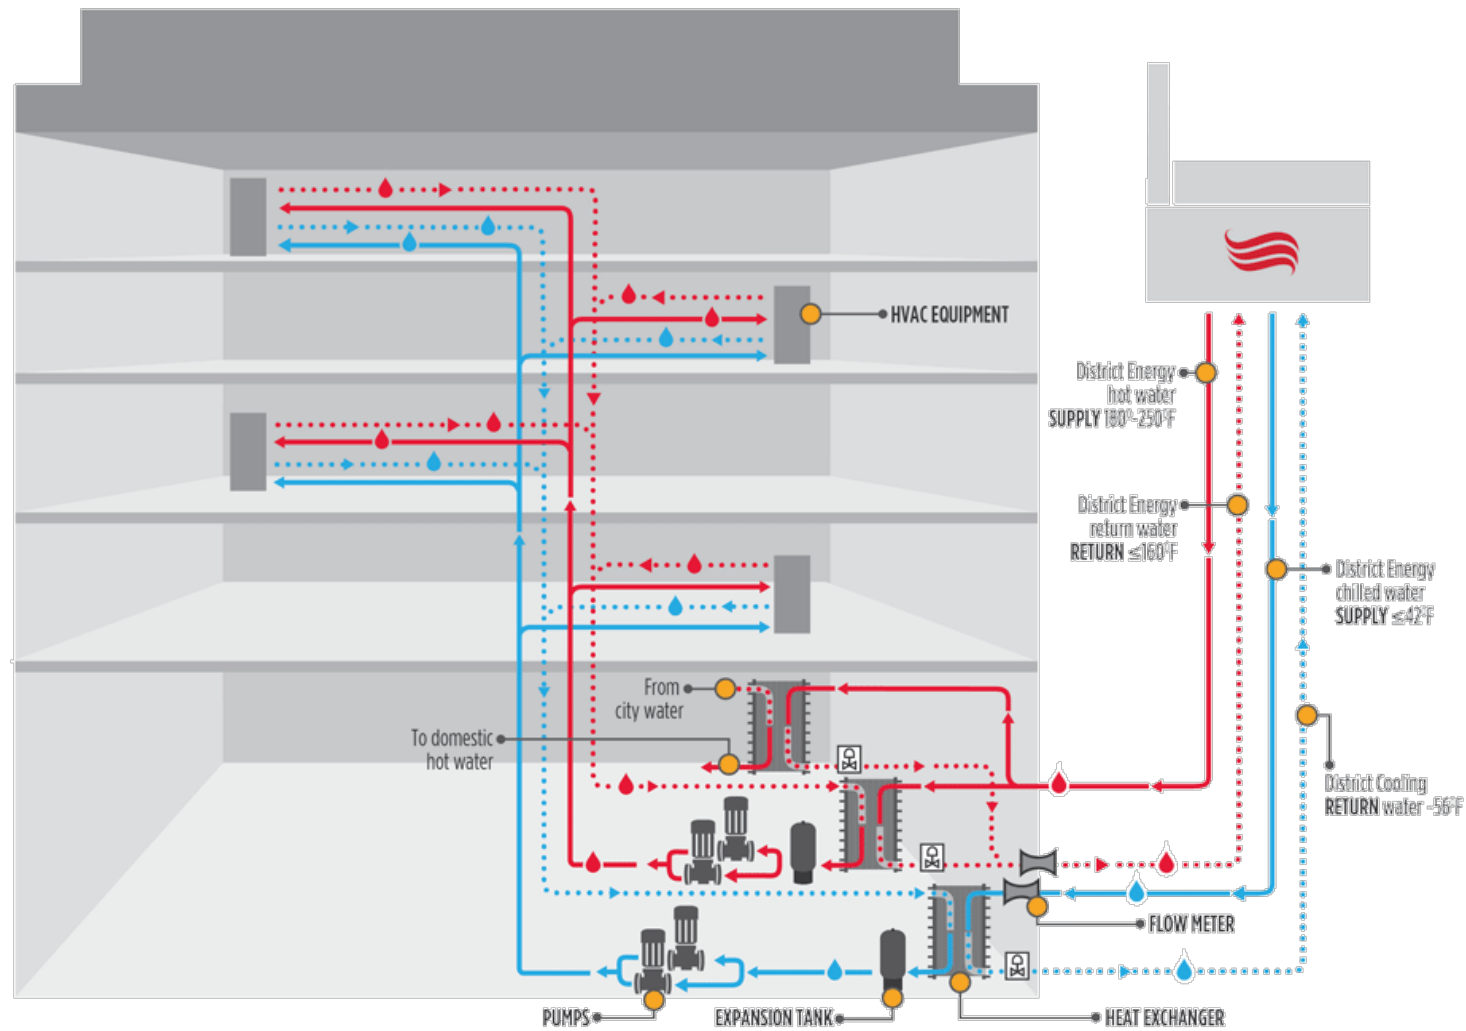 HVAC EQUIPMENT
District Energy
hot water
SUPPLY 180°-250°F
District Energy
return water
RETURN ≤160°F
District Energy
chilled water
SUPPLY ≤42°F
From
city water
To domestic
hot water
District Cooling
RETURN water ~56°F
FLOW METER
PUMPS
EXPANSION TANK
HEAT EXCHANGER